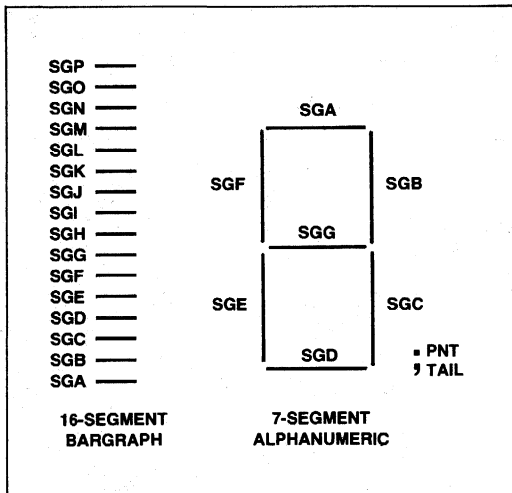 SGP
SGO
SGN
SGM
SGL
SGK
SGJ
SGI
SGH
SGG
SGF
SGE
SGD
SGC
SGB
SGA
16-SEGMENT
BARGRAPH
SGA
SGF
SGB
SGG
SGE
SGC
SGD
PNT
TAIL
7-SEGMENT
ALPHANUMERIC